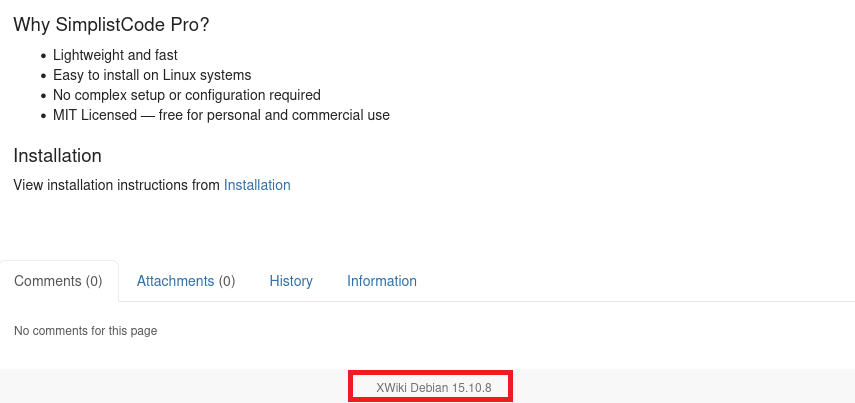 Why SimplistCode Pro?
• Lightweight and fast
• Easy to install on Linux systems
• No complex setup or configuration required
• MIT Licensed — free for personal and commercial use
Installation
View installation instructions from Installation
Comments (0) Attachments (0) History Information
No comments for this page
XWiki Debian 15.10.8